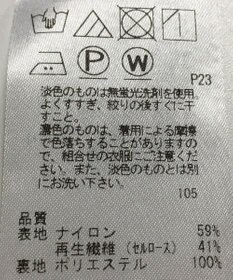 P W
P23
淡色のものは無蛍光洗剤を使用
よくすすぎ、絞りの後すぐに干
すこと。
濃色のものは、着用による摩擦
で色落ちすることがありますの
で、組合せの衣服にご注意くだ
さい。また、淡色のものとは別
にお洗い下さい。
105
品質
表地 ナイロン 59%
再生繊維(セルロース) 41%
裏地 ポリエステル 100%